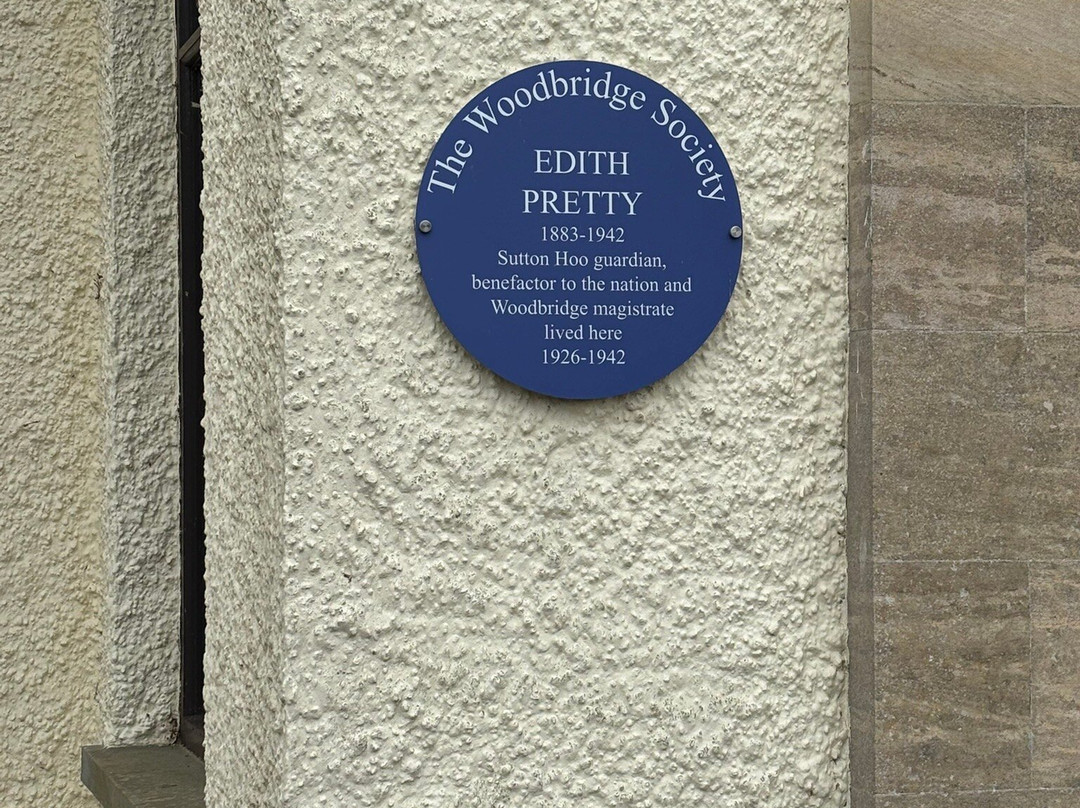 The Woodbridge Society
EDITH
PRETTY
1883-1942
Sutton Hoo guardian,
benefactor to the nation and
Woodbridge magistrate
lived here
1926-1942